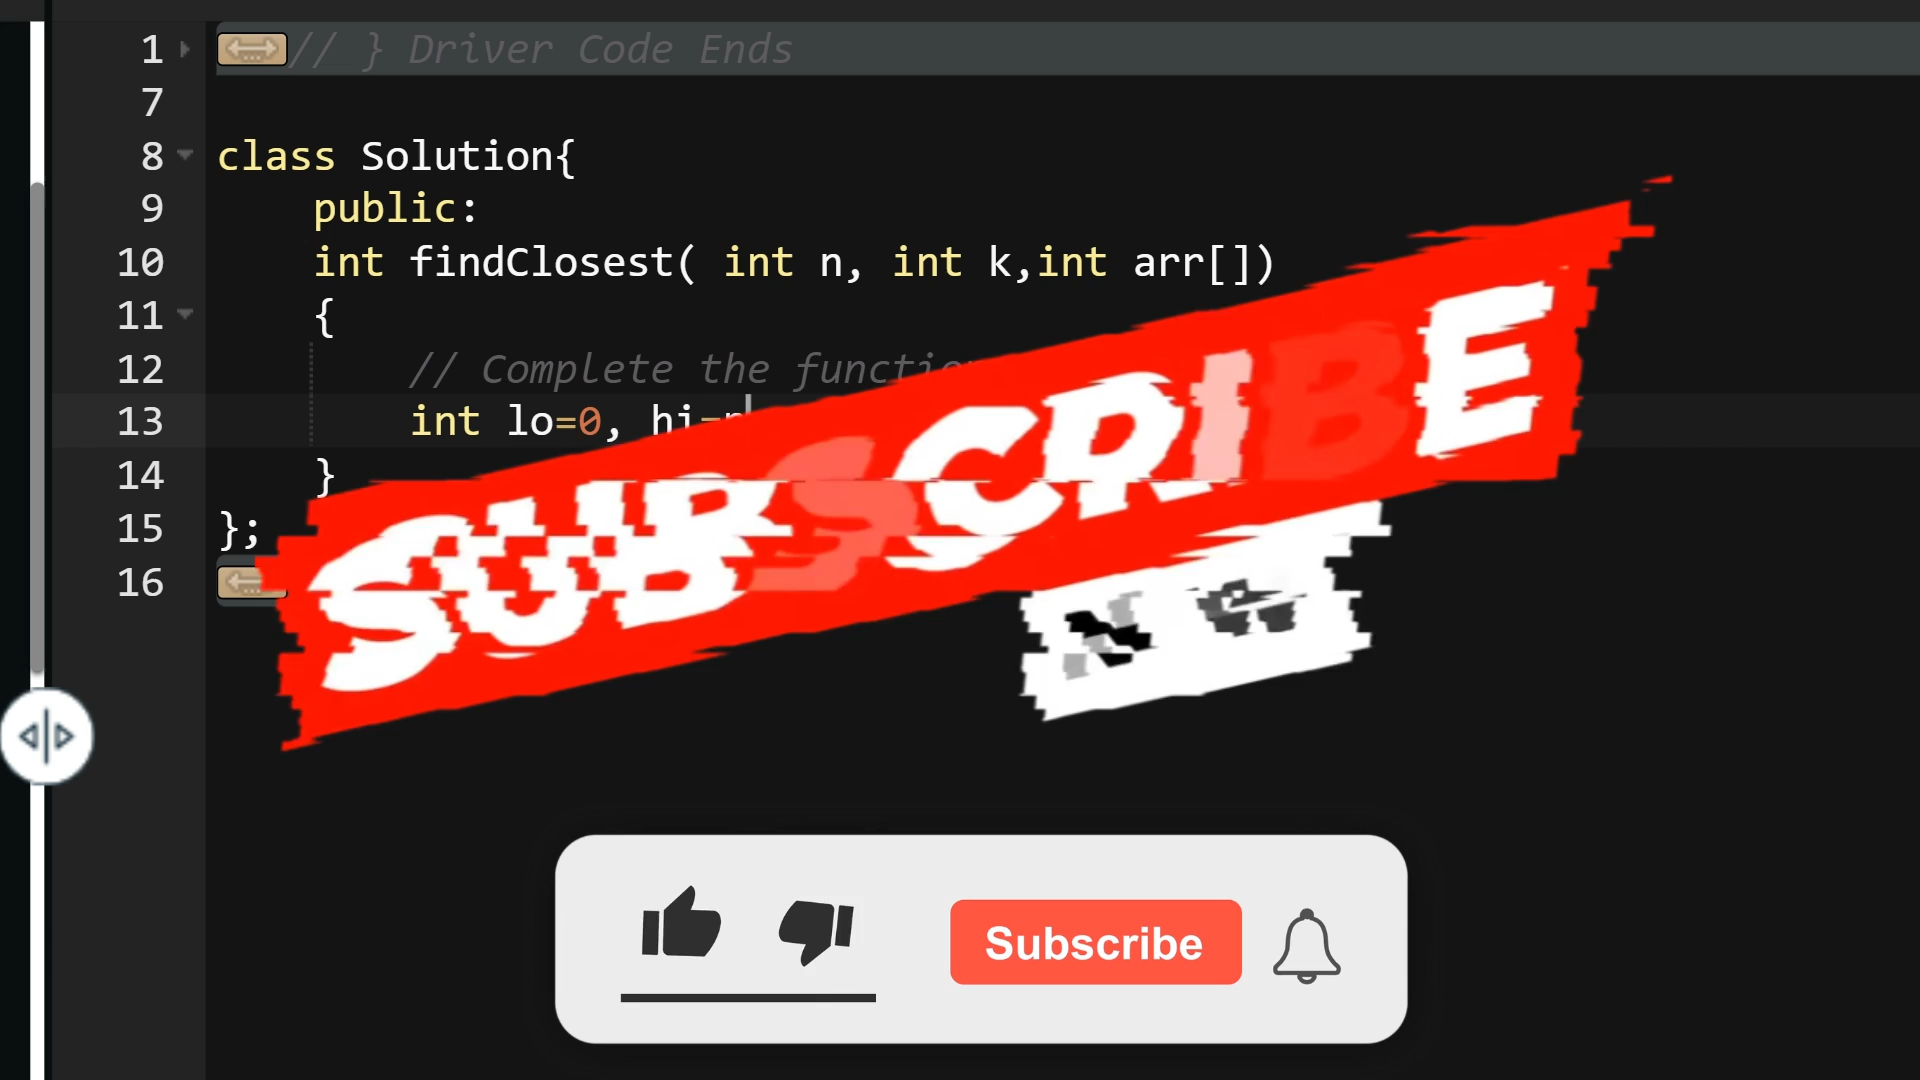 1 // } Driver Code Ends
7
8 class Solution{
9 public:
10 int findClosest( int n, int k,int arr[])
11 {
12 // Complete the
13 int lo=0, hi=
14 }
15 };
16
SUBSCRIBE
Subscribe